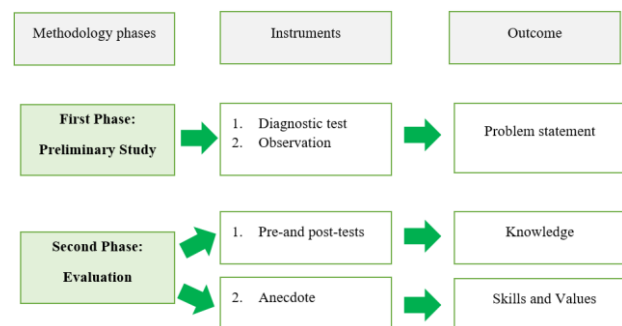 Methodology phases
Instruments
Outcome
First Phase:
Preliminary Study
1. Diagnostic test
2. Observation
Problem statement
Second Phase:
Evaluation
1. Pre-and post-tests
Knowledge
2. Anecdote
Skills and Values